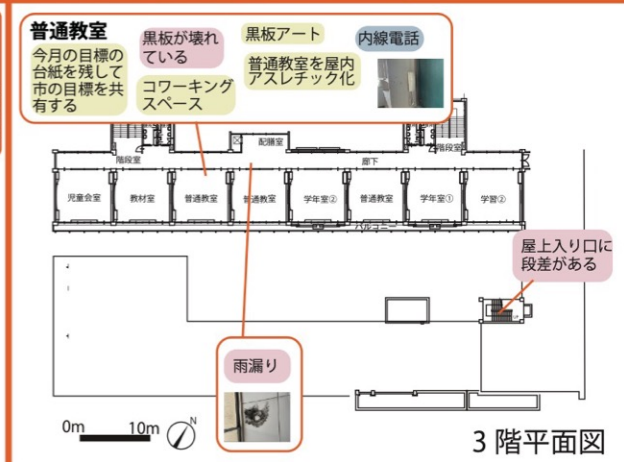 普通教室
今月の目標の
台紙を残して
市の目標を共
有する
黒板が壊れ
ている
コワーキング
スペース
黒板アート
普通教室を屋内
アスレチック化
内線電話
配膳室
階段室
廊下
階段室
児童会室
教材室
普通教室
普通教室
学年室②
普通教室
学年室①
学習②
バルコニー
屋上入り口に
段差がある
雨漏り
0m
10m
N
3階平面図